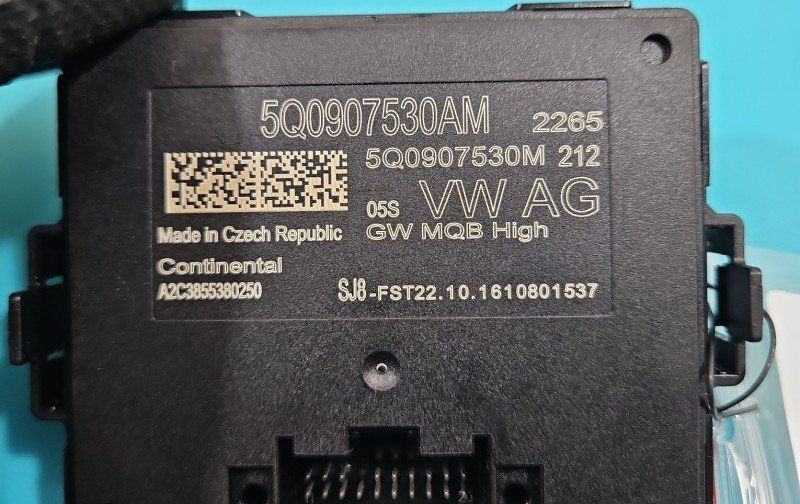 5Q0907530AM 2265
5Q0907530M 212
05S VW AG
Made in Czech Republic GW MQB High
Continental
A2C3855380250 SJ8-FST22.10.1610801537